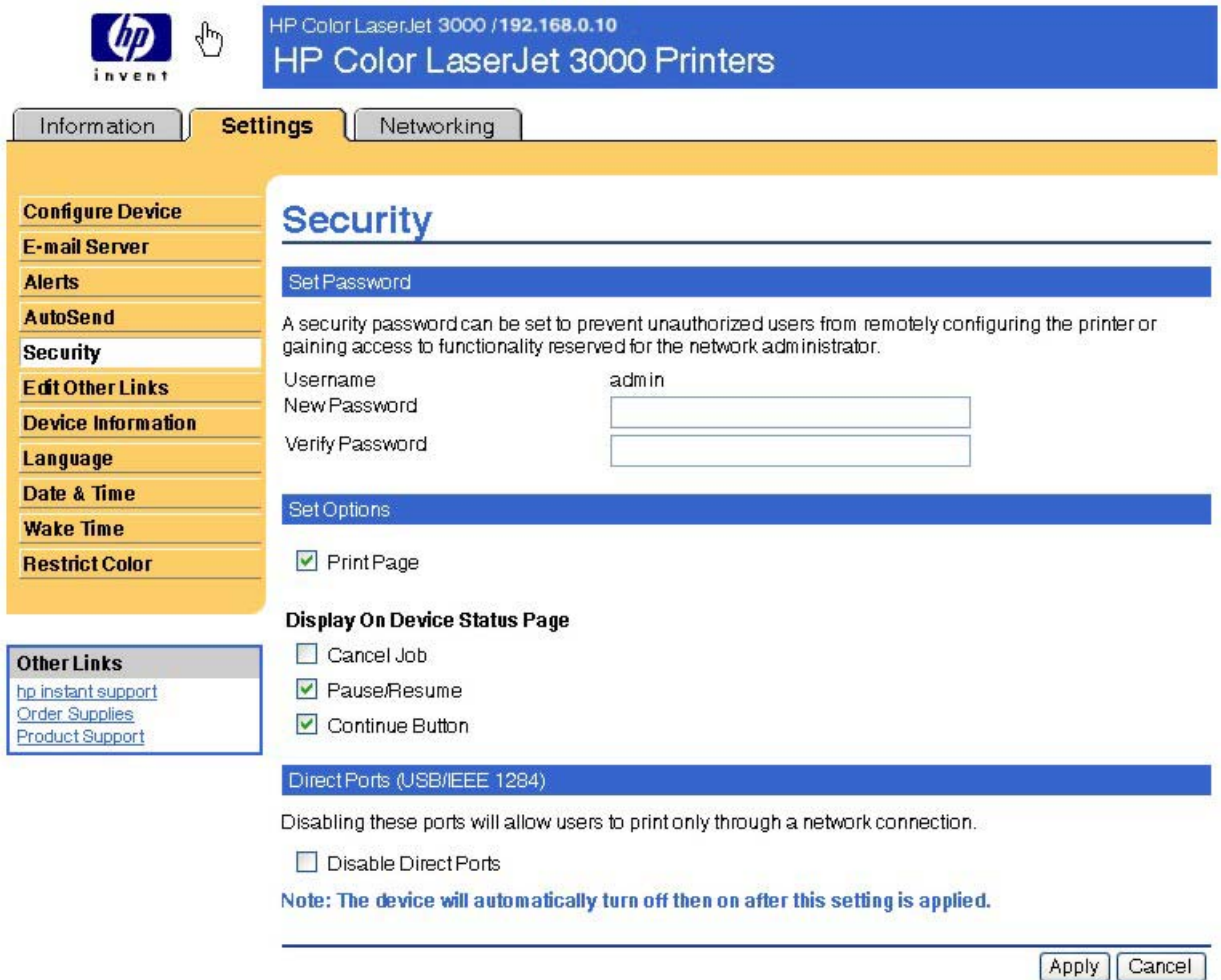 hp
invent
HP Color LaserJet 3000 / 192.168.0.10
HP Color LaserJet 3000 Printers
Information
Settings
Networking
Configure Device
E-mail Server
Alerts
AutoSend
Security
Edit Other Links
Device Information
Language
Date & Time
Wake Time
Restrict Color
Other Links
hp instant support
Order Supplies
Product Support
Security
Set Password
A security password can be set to prevent unauthorized users from remotely configuring the printer or
gaining access to functionality reserved for the network administrator.
Username admin
New Password
Verify Password
Set Options
Print Page
Display On Device Status Page
Cancel Job
Pause/Resume
Continue Button
Direct Ports (USB/IEEE 1284)
Disabling these ports will allow users to print only through a network connection.
Disable Direct Ports
Note: The device will automatically turn off then on after this setting is applied.
Apply Cancel